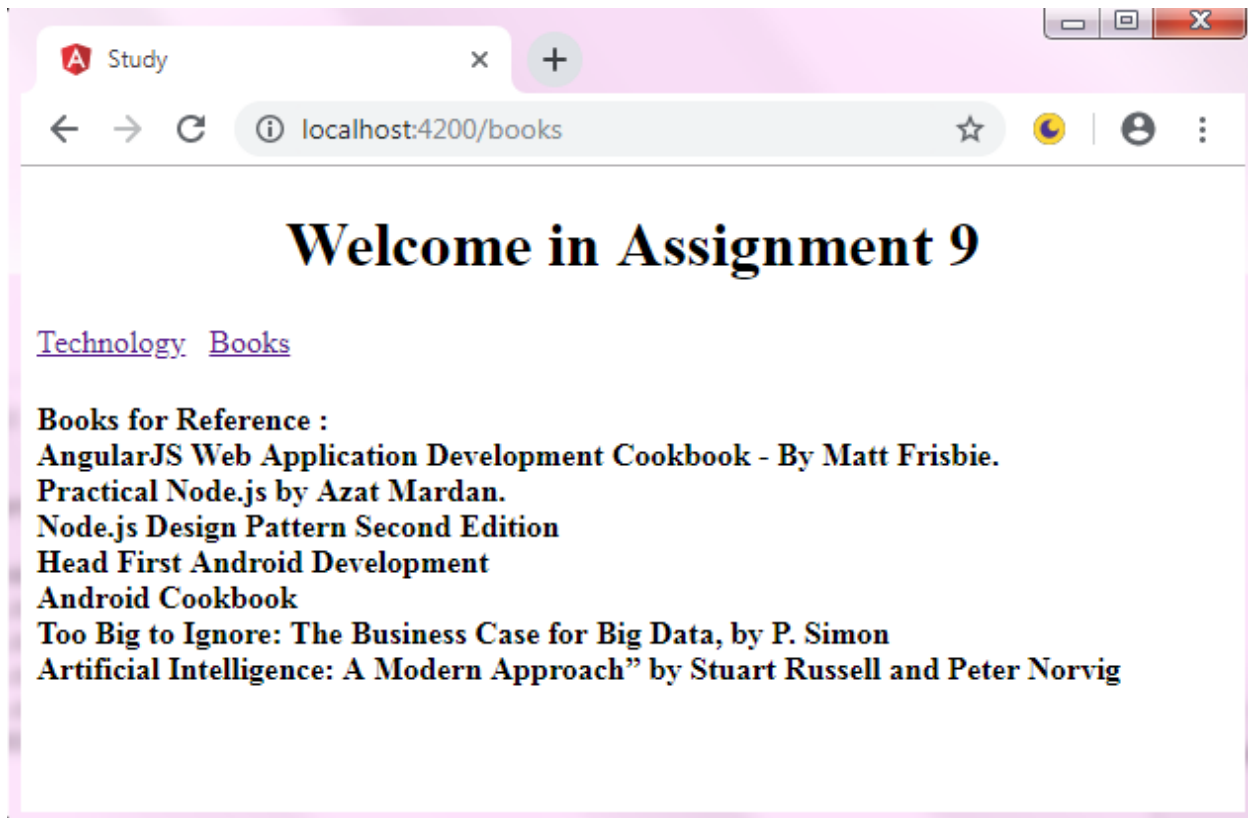 Study
localhost:4200/books
Welcome in Assignment 9
Technology Books
Books for Reference :
AngularJS Web Application Development Cookbook - By Matt Frisbie.
Practical Node.js by Azat Mardan.
Node.js Design Pattern Second Edition
Head First Android Development
Android Cookbook
Too Big to Ignore: The Business Case for Big Data, by P. Simon
Artificial Intelligence: A Modern Approach” by Stuart Russell and Peter Norvig